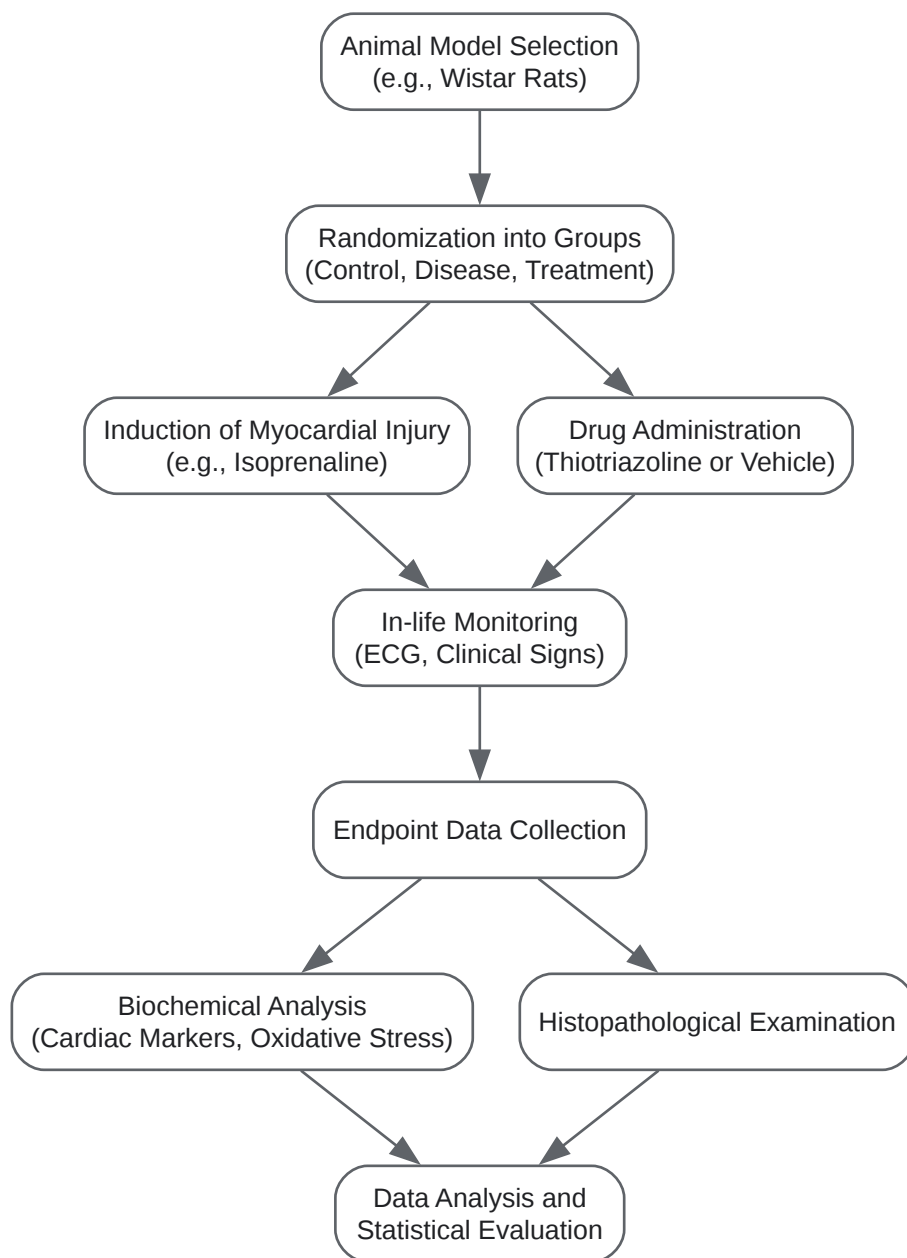 Animal Model Selection
(e.g., Wistar Rats)
Randomization into Groups
(Control, Disease, Treatment)
Induction of Myocardial Injury
(e.g., Isoprenaline)
Drug Administration
(Thiotriazoline or Vehicle)
In-life Monitoring
(ECG, Clinical Signs)
Endpoint Data Collection
Biochemical Analysis
(Cardiac Markers, Oxidative Stress)
Histopathological Examination
Data Analysis and
Statistical Evaluation